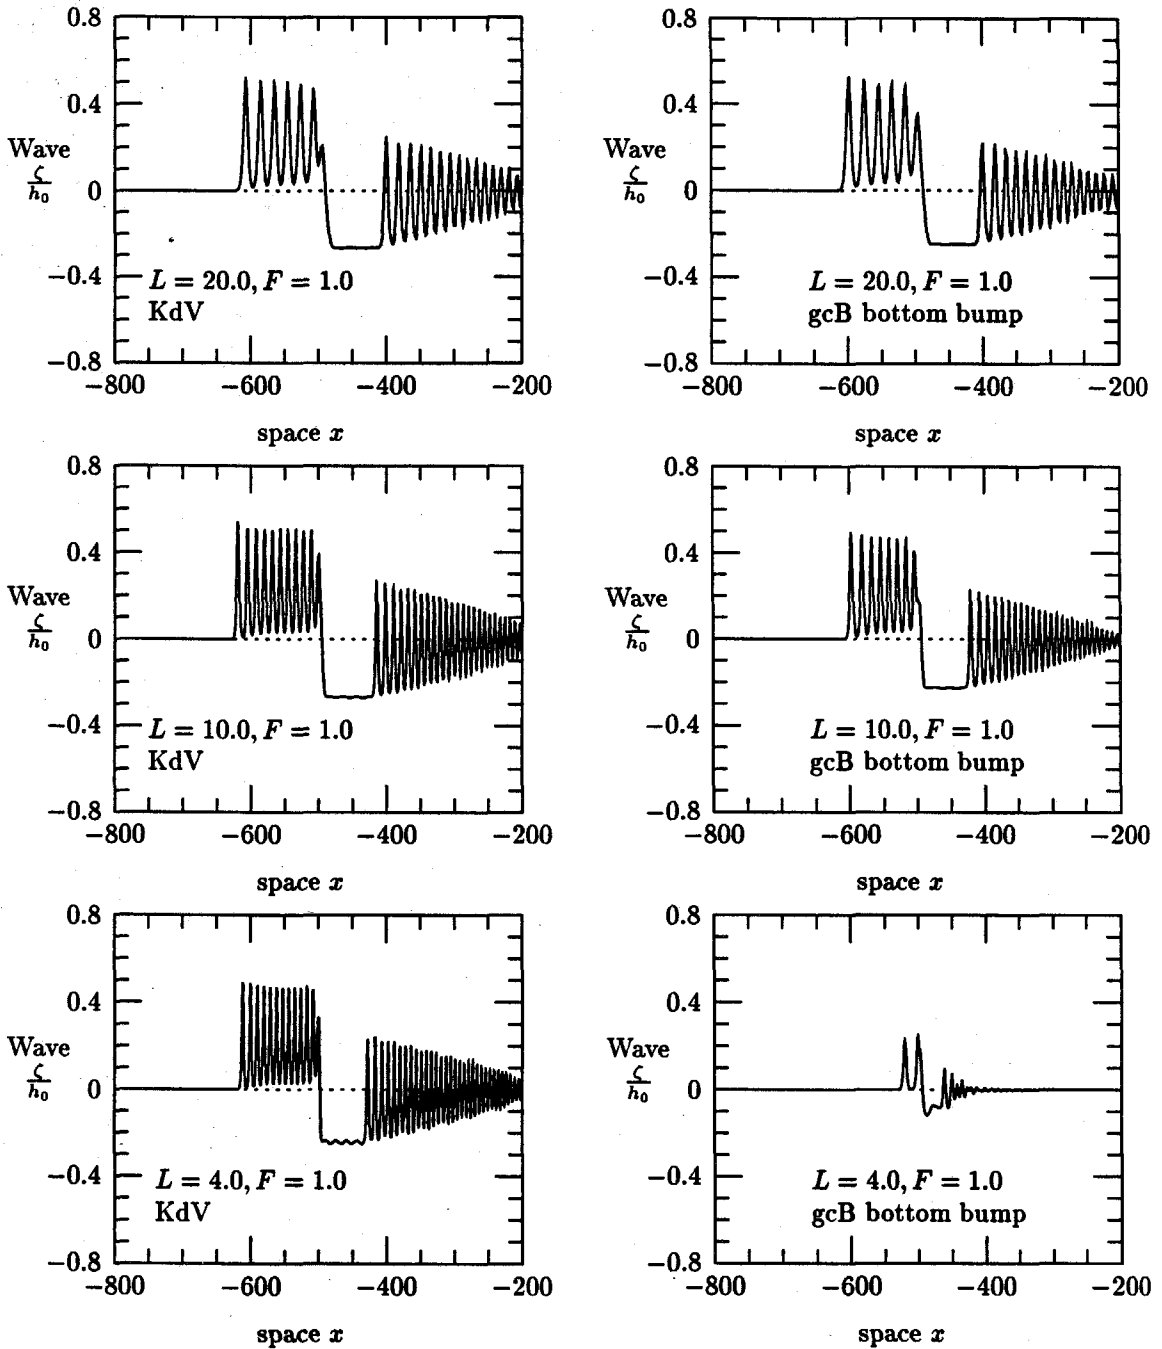 0.8
0.4
Wave
ζ
h₀
0
−0.4
−0.8
L = 20.0, F = 1.0
KdV
−800 −600 −400 −200
space x
0.8
0.4
Wave
ζ
h₀
0
−0.4
−0.8
L = 20.0, F = 1.0
gcB bottom bump
−800 −600 −400 −200
space x
0.8
0.4
Wave
ζ
h₀
0
−0.4
−0.8
L = 10.0, F = 1.0
KdV
−800 −600 −400 −200
space x
0.8
0.4
Wave
ζ
h₀
0
−0.4
−0.8
L = 10.0, F = 1.0
gcB bottom bump
−800 −600 −400 −200
space x
0.8
0.4
Wave
ζ
h₀
0
−0.4
−0.8
L = 4.0, F = 1.0
KdV
−800 −600 −400 −200
space x
0.8
0.4
Wave
ζ
h₀
0
−0.4
−0.8
L = 4.0, F = 1.0
gcB bottom bump
−800 −600 −400 −200
space x